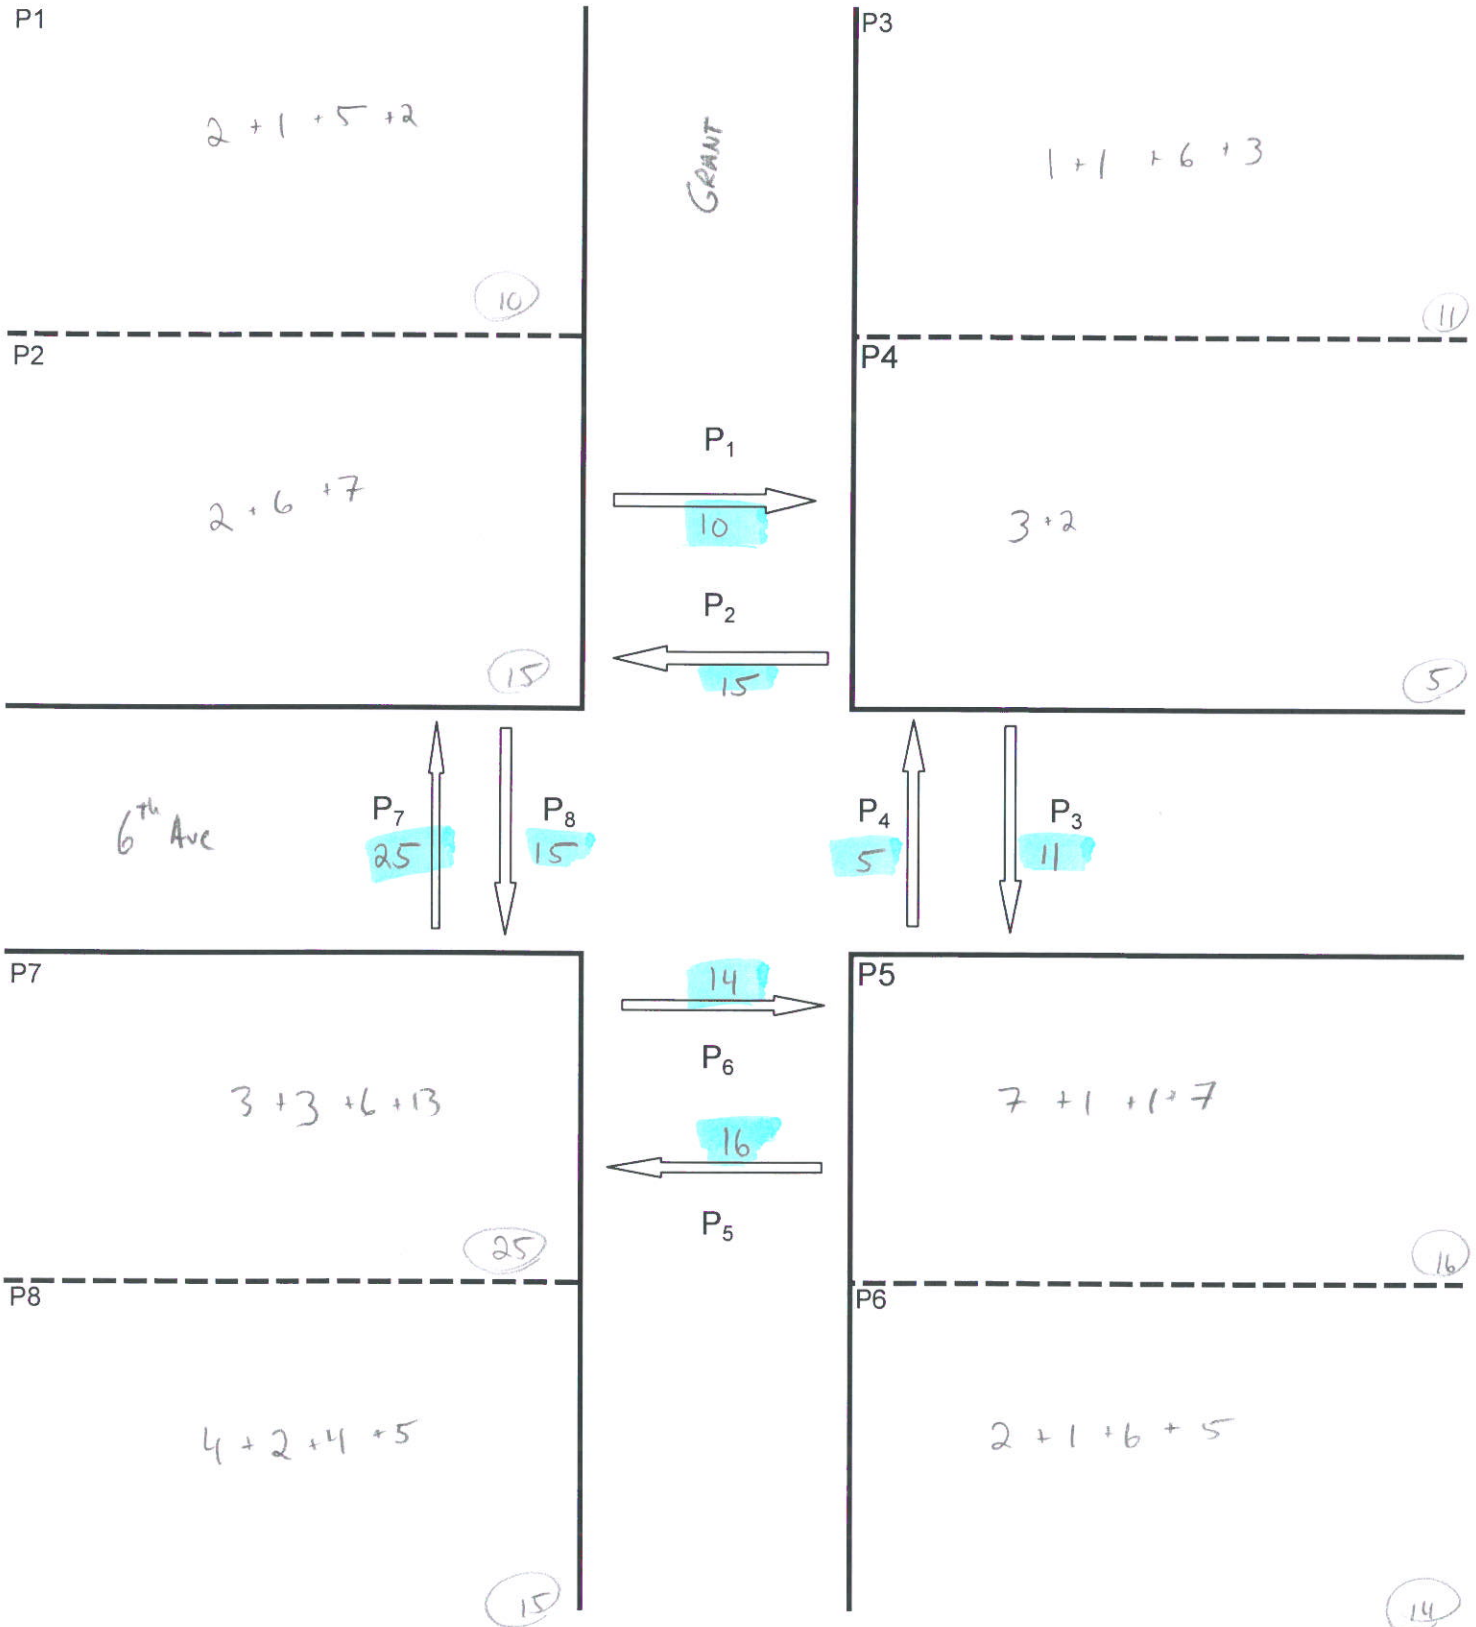 P1
2 + 1 + 5 + 2
10
P2
2 + 6 + 7
15
GRANT
P3
1 + 1 + 6 + 3
11
P4
3 + 2
5
P₁
10
P₂
15
6th Ave
P₇
25
P₈
15
P₄
5
P₃
11
14
P₆
16
P₅
P7
3 + 3 + 6 + 13
25
P8
4 + 2 + 4 + 5
15
P5
7 + 1 + 1 + 7
16
P6
2 + 1 + 6 + 5
14